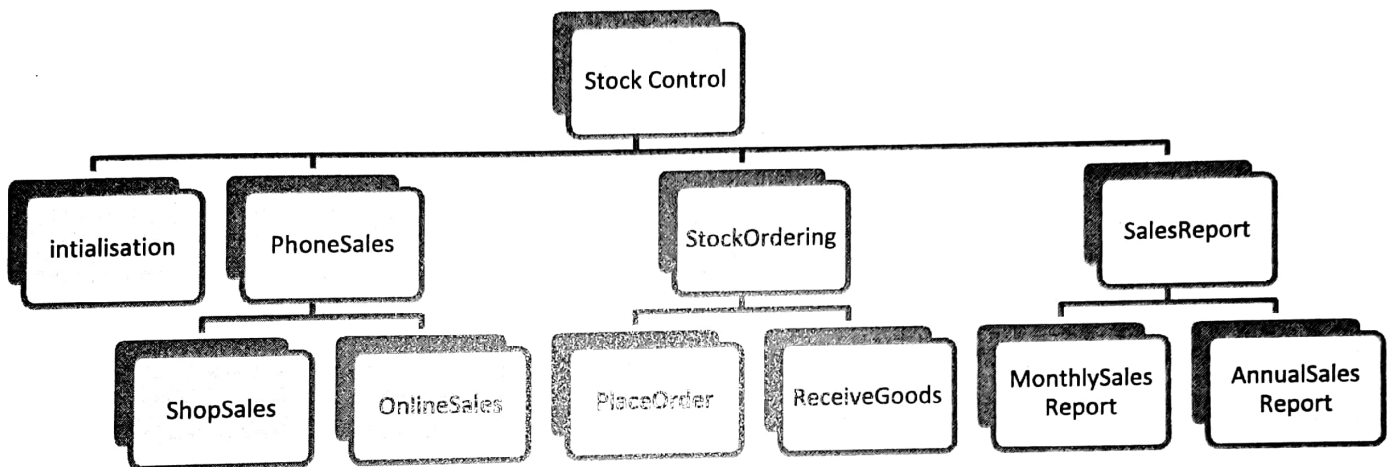 Stock Control
intialisation
PhoneSales
StockOrdering
SalesReport
ShopSales
OnlineSales
PlaceOrder
ReceiveGoods
MonthlySales
Report
AnnualSales
Report